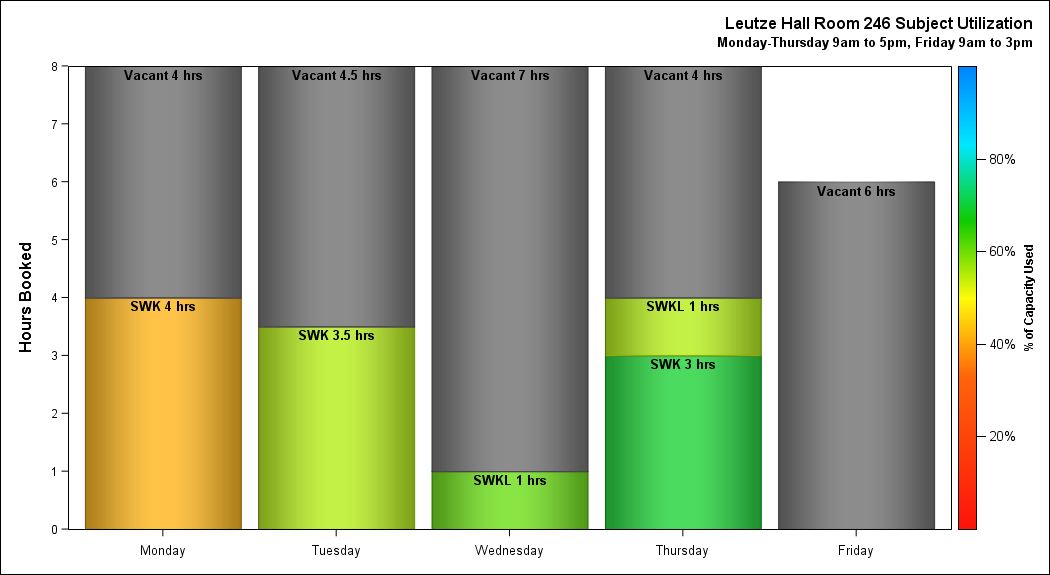 Leutze Hall Room 246 Subject Utilization
Monday-Thursday 9am to 5pm, Friday 9am to 3pm
Hours Booked
8
7
6
5
4
3
2
1
0
Vacant 4 hrs
SWK 4 hrs
Vacant 4.5 hrs
SWK 3.5 hrs
Vacant 7 hrs
SWKL 1 hrs
Vacant 4 hrs
SWKL 1 hrs
SWK 3 hrs
Vacant 6 hrs
Monday
Tuesday
Wednesday
Thursday
Friday
80%
60%
40%
20%
% of Capacity Used